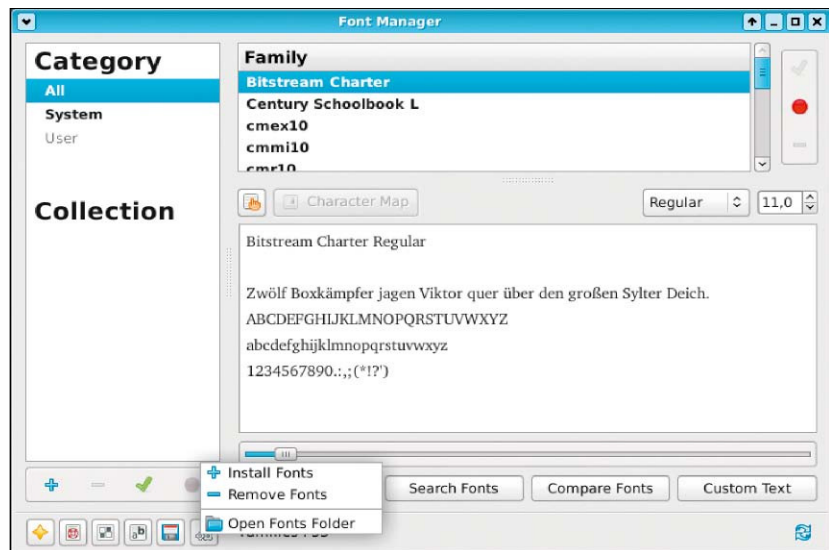 Font Manager
Category
All
System
User
Collection
Family
Bitstream Charter
Century Schoolbook L
cmex10
cmmi10
cmr10
Character Map
Regular
11,0
Bitstream Charter Regular
Zwölf Boxkämpfer jagen Viktor quer über den großen Sylter Deich.
ABCDEFGHIJKLMNOPQRSTUVWXYZ
abcdefghijklmnopqrstuvwxyz
1234567890.:,;(*!?')
Install Fonts
Remove Fonts
Open Fonts Folder
Search Fonts
Compare Fonts
Custom Text